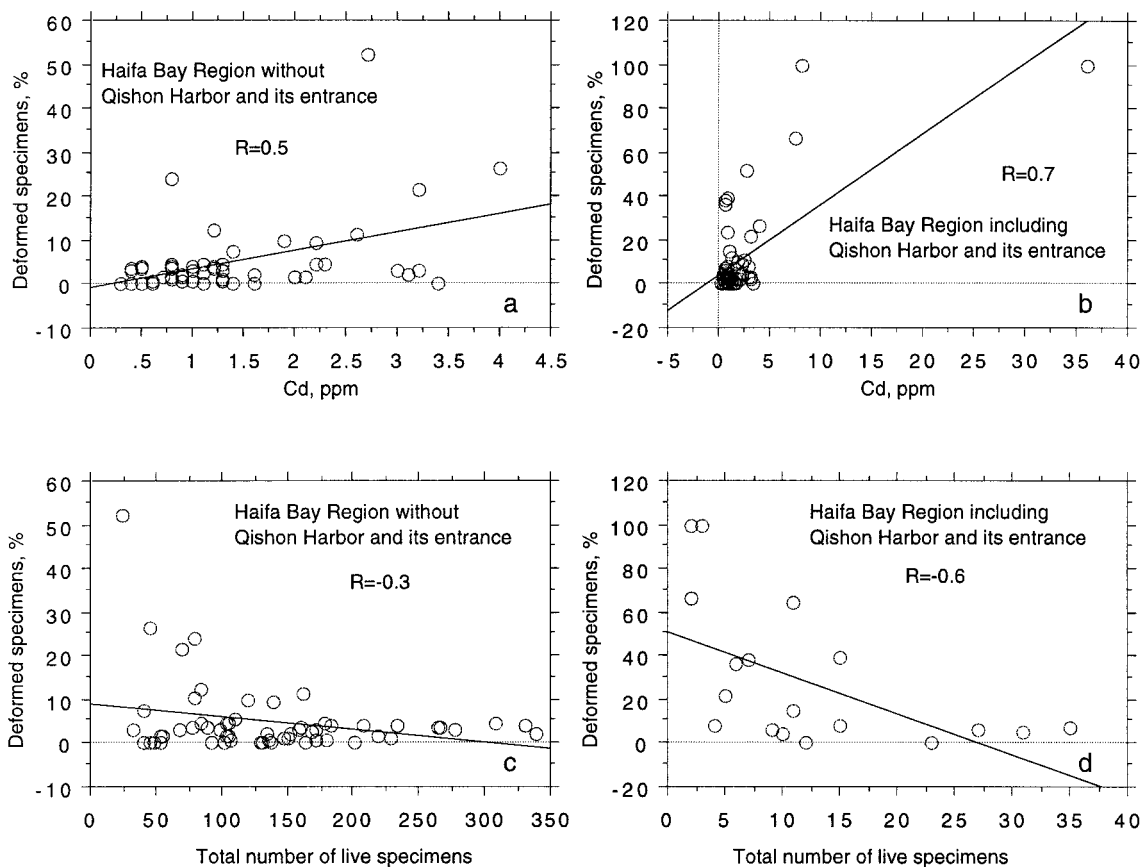 60
50
40
30
20
10
0
-10
Deformed specimens, %
Haifa Bay Region without
Qishon Harbor and its entrance
R=0.5
a
0 .5 1 1.5 2 2.5 3 3.5 4 4.5
Cd, ppm
120
100
80
60
40
20
0
-20
Deformed specimens, %
R=0.7
Haifa Bay Region including
Qishon Harbor and its entrance
b
-5 0 5 10 15 20 25 30 35 40
Cd, ppm
60
50
40
30
20
10
0
-10
Deformed specimens, %
Haifa Bay Region without
Qishon Harbor and its entrance
R=-0.3
c
0 50 100 150 200 250 300 350
Total number of live specimens
120
100
80
60
40
20
0
-20
Deformed specimens, %
Haifa Bay Region including
Qishon Harbor and its entrance
R=-0.6
d
0 5 10 15 20 25 30 35 40
Total number of live specimens